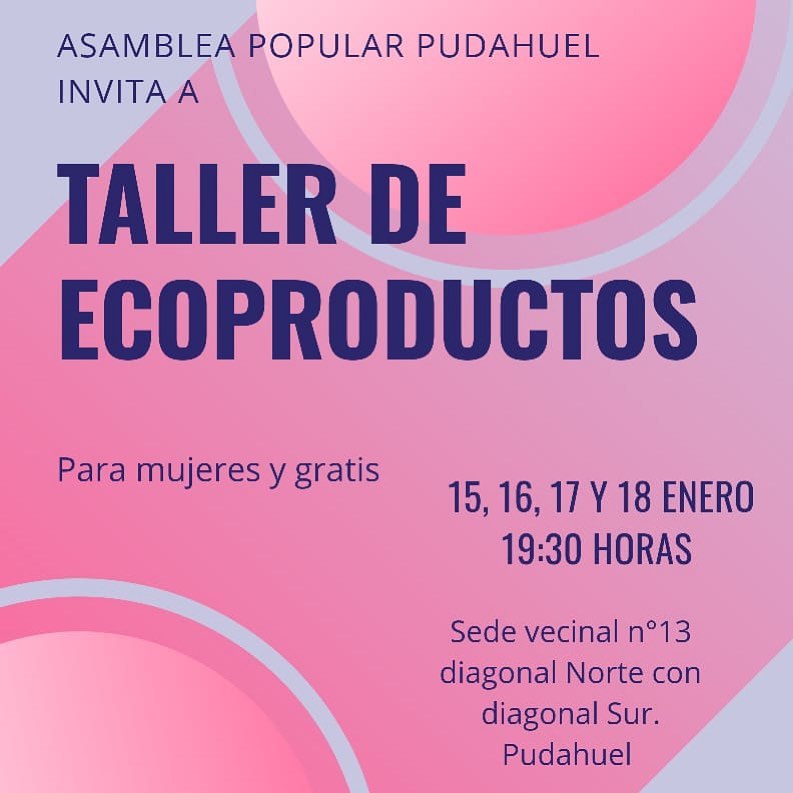 ASAMBLEA POPULAR PUDAHUEL
INVITA A
TALLER DE
ECOPRODUCTOS
Para mujeres y gratis
15, 16, 17 Y 18 ENERO
19:30 HORAS
Sede vecinal n°13
diagonal Norte con
diagonal Sur.
Pudahuel